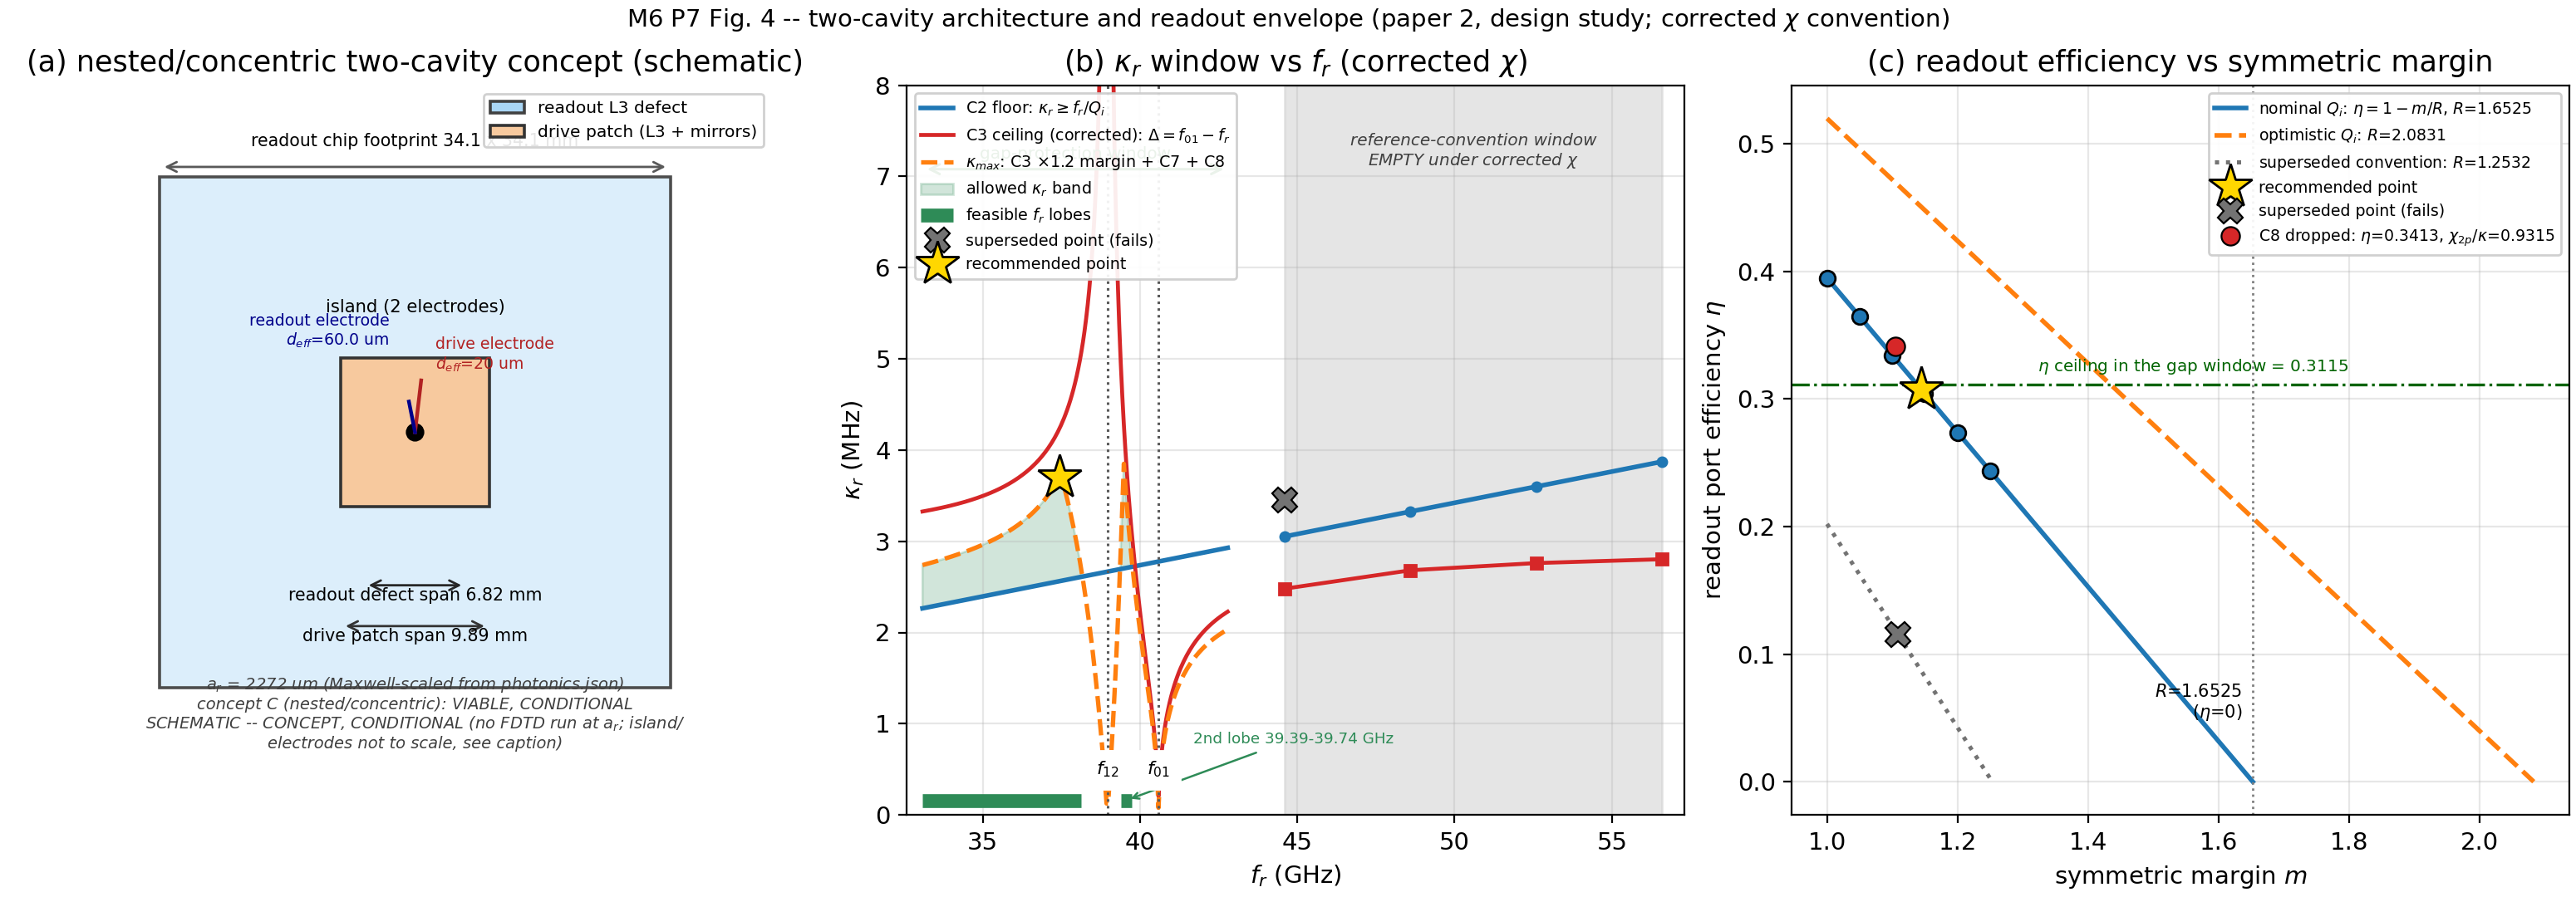 M6 P7 Fig. 4 -- two-cavity architecture and readout envelope (paper 2, design study; corrected χ convention)
(a) nested/concentric two-cavity concept (schematic)
readout L3 defect
drive patch (L3 + mirrors)
readout chip footprint 34.1 x 34.1 mm
island (2 electrodes)
readout electrode
d_eff=60.0 um
drive electrode
d_eff=20 um
readout defect span 6.82 mm
drive patch span 9.89 mm
a_r = 2272 um (Maxwell-scaled from photonics json)
concept C (nested/concentric): VIABLE, CONDITIONAL
SCHEMATIC -- CONCEPT, CONDITIONAL (no FDTD run at a_r; island/
electrodes not to scale, see caption)
(b) κ_r window vs f_r (corrected χ)
C2 floor: κ_r ≥ f_r/Q_i
C3 ceiling (corrected): Δ = f_01 − f_r
κ_max: C3 ×1.2 margin + C7 + C8
allowed κ_r band
feasible f_r lobes
superseded point (fails)
recommended point
reference-convention window
EMPTY under corrected χ
2nd lobe 39.39-39.74 GHz
f_12
f_01
κ_r (MHz)
8
7
6
5
4
3
2
1
0
35
40
45
50
55
f_r (GHz)
(c) readout efficiency vs symmetric margin
nominal Q_i: η = 1 − m/R, R=1.6525
optimistic Q_i: R=2.0831
superseded convention: R=1.2532
recommended point
superseded point (fails)
C8 dropped: η=0.3413, χ_2p/κ=0.9315
η ceiling in the gap window = 0.3115
R=1.6525
(η=0)
readout port efficiency η
0.5
0.4
0.3
0.2
0.1
0.0
1.0
1.2
1.4
1.6
1.8
2.0
symmetric margin m